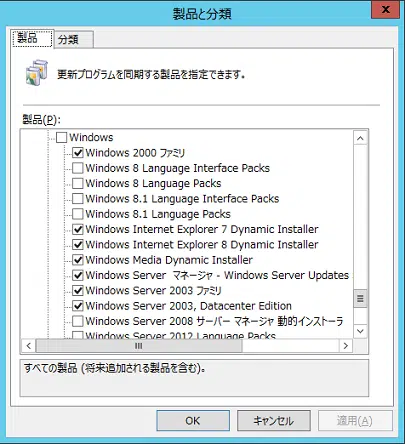 製品と分類
x
製品
分類
更新プログラムを同期する製品を指定できます。
製品(P):
Windows
Windows 2000 ファミリ
Windows 8 Language Interface Packs
Windows 8 Language Packs
Windows 8.1 Language Interface Packs
Windows 8.1 Language Packs
Windows Internet Explorer 7 Dynamic Installer
Windows Internet Explorer 8 Dynamic Installer
Windows Media Dynamic Installer
Windows Server マネージャ - Windows Server Updates
Windows Server 2003 ファミリ
Windows Server 2003, Datacenter Edition
Windows Server 2008 サーバー マネージャ 動的インストーラ
Windows Server 2012 Language Packs
すべての製品 (将来追加される製品を含む)。
OK
キャンセル
適用(A)